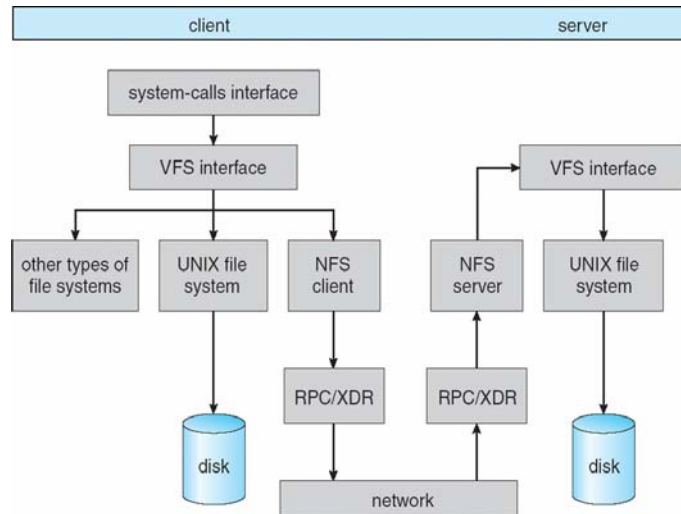 client
server
system-calls interface
VFS interface
VFS interface
other types of
file systems
UNIX file
system
NFS
client
NFS
server
UNIX file
system
RPC/XDR
RPC/XDR
disk
disk
network